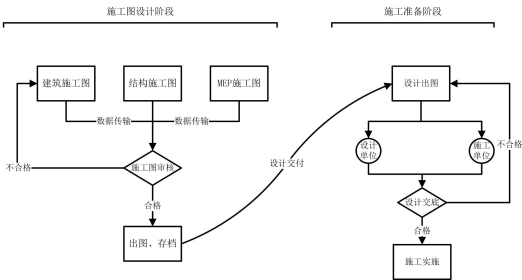 施工图设计阶段
施工准备阶段
建筑施工图
结构施工图
MEP施工图
设计出图
数据传输
数据传输
设计
单位
施工
单位
不合格
不合格
施工图审核
设计交付
合格
设计交底
合格
出图、存档
施工实施